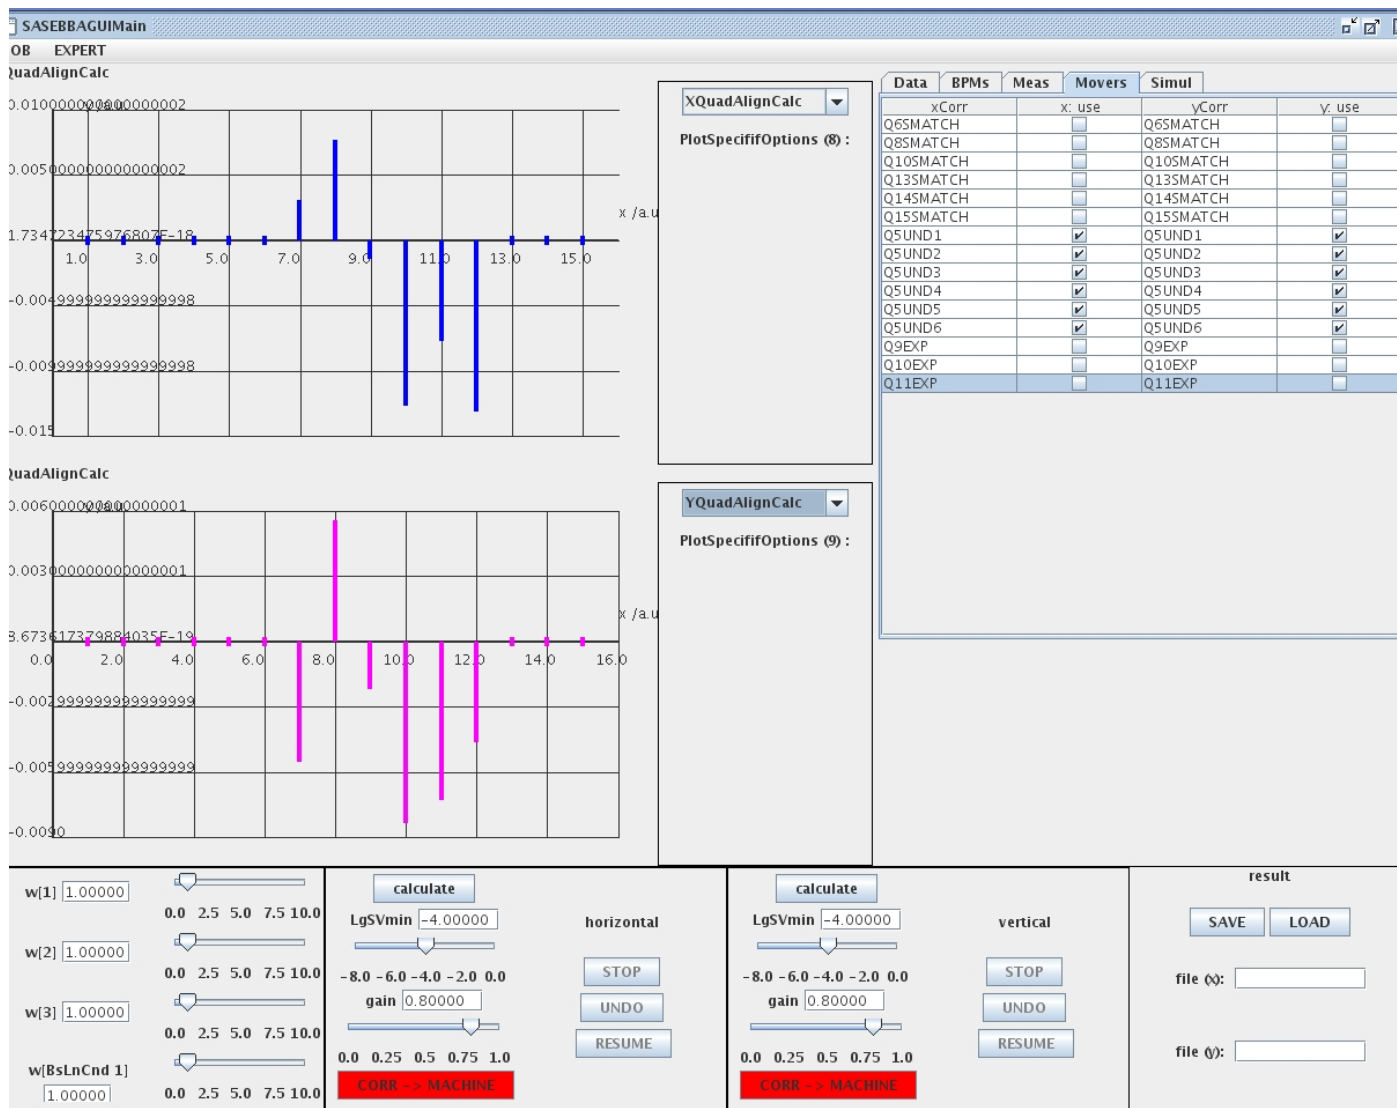 SASEBBAGUIMain
OB EXPERT
QuadAlignCalc
y /a.u.
0.010000000000000002
0.005000000000000002
1.734723475976807E-18
x /a.u
1.0 3.0 5.0 7.0 9.0 11.0 13.0 15.0
-0.004999999999999998
-0.009999999999999998
-0.015
XQuadAlignCalc
PlotSpecififOptions (8) :
Data BPMs Meas Movers Simul
xCorr x: use yCorr y: use
Q6SMATCH Q6SMATCH
Q8SMATCH Q8SMATCH
Q10SMATCH Q10SMATCH
Q13SMATCH Q13SMATCH
Q14SMATCH Q14SMATCH
Q15SMATCH Q15SMATCH
Q5UND1 Q5UND1
Q5UND2 Q5UND2
Q5UND3 Q5UND3
Q5UND4 Q5UND4
Q5UND5 Q5UND5
Q5UND6 Q5UND6
Q9EXP Q9EXP
Q10EXP Q10EXP
Q11EXP Q11EXP
QuadAlignCalc
y /a.u.
0.006000000000000001
0.003000000000000001
8.673617379884035E-19
x /a.u
0.0 2.0 4.0 6.0 8.0 10.0 12.0 14.0 16.0
-0.002999999999999999
-0.005999999999999999
-0.0090
YQuadAlignCalc
PlotSpecififOptions (9) :
w[1] 1.00000
0.0 2.5 5.0 7.5 10.0
w[2] 1.00000
0.0 2.5 5.0 7.5 10.0
w[3] 1.00000
0.0 2.5 5.0 7.5 10.0
w[BsLnCnd 1]
1.00000
0.0 2.5 5.0 7.5 10.0
calculate
LgSVmin -4.00000
horizontal
-8.0 -6.0 -4.0 -2.0 0.0
gain 0.80000
0.0 0.25 0.5 0.75 1.0
CORR -> MACHINE
STOP
UNDO
RESUME
calculate
LgSVmin -4.00000
vertical
-8.0 -6.0 -4.0 -2.0 0.0
gain 0.80000
0.0 0.25 0.5 0.75 1.0
CORR -> MACHINE
STOP
UNDO
RESUME
result
SAVE LOAD
file (x):
file (y):